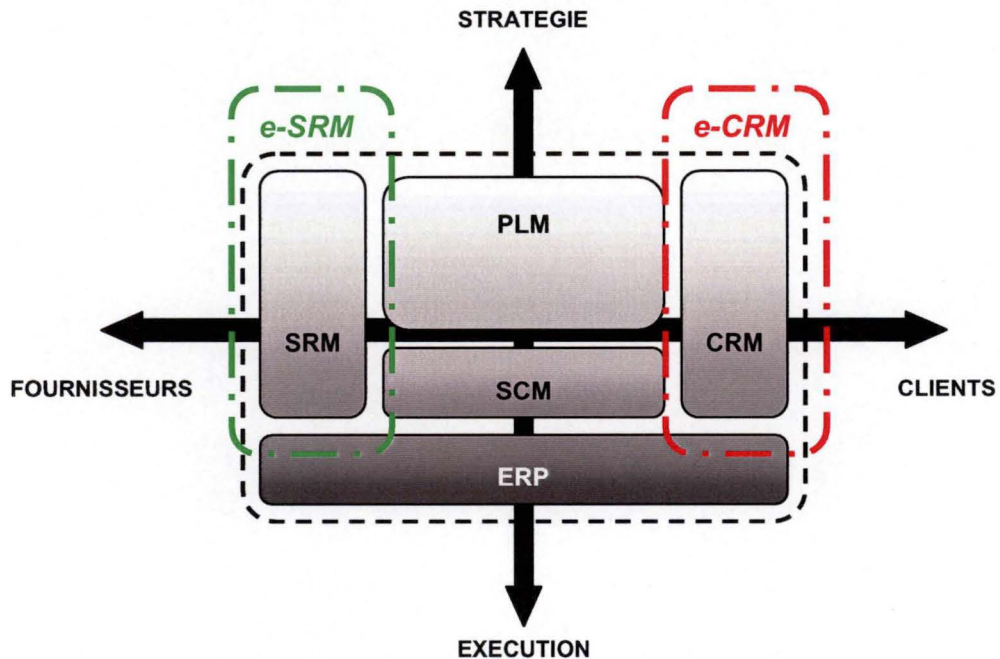 STRATEGIE
e-SRM
e-CRM
PLM
SRM
CRM
SCM
FOURNISSEURS
CLIENTS
ERP
EXECUTION